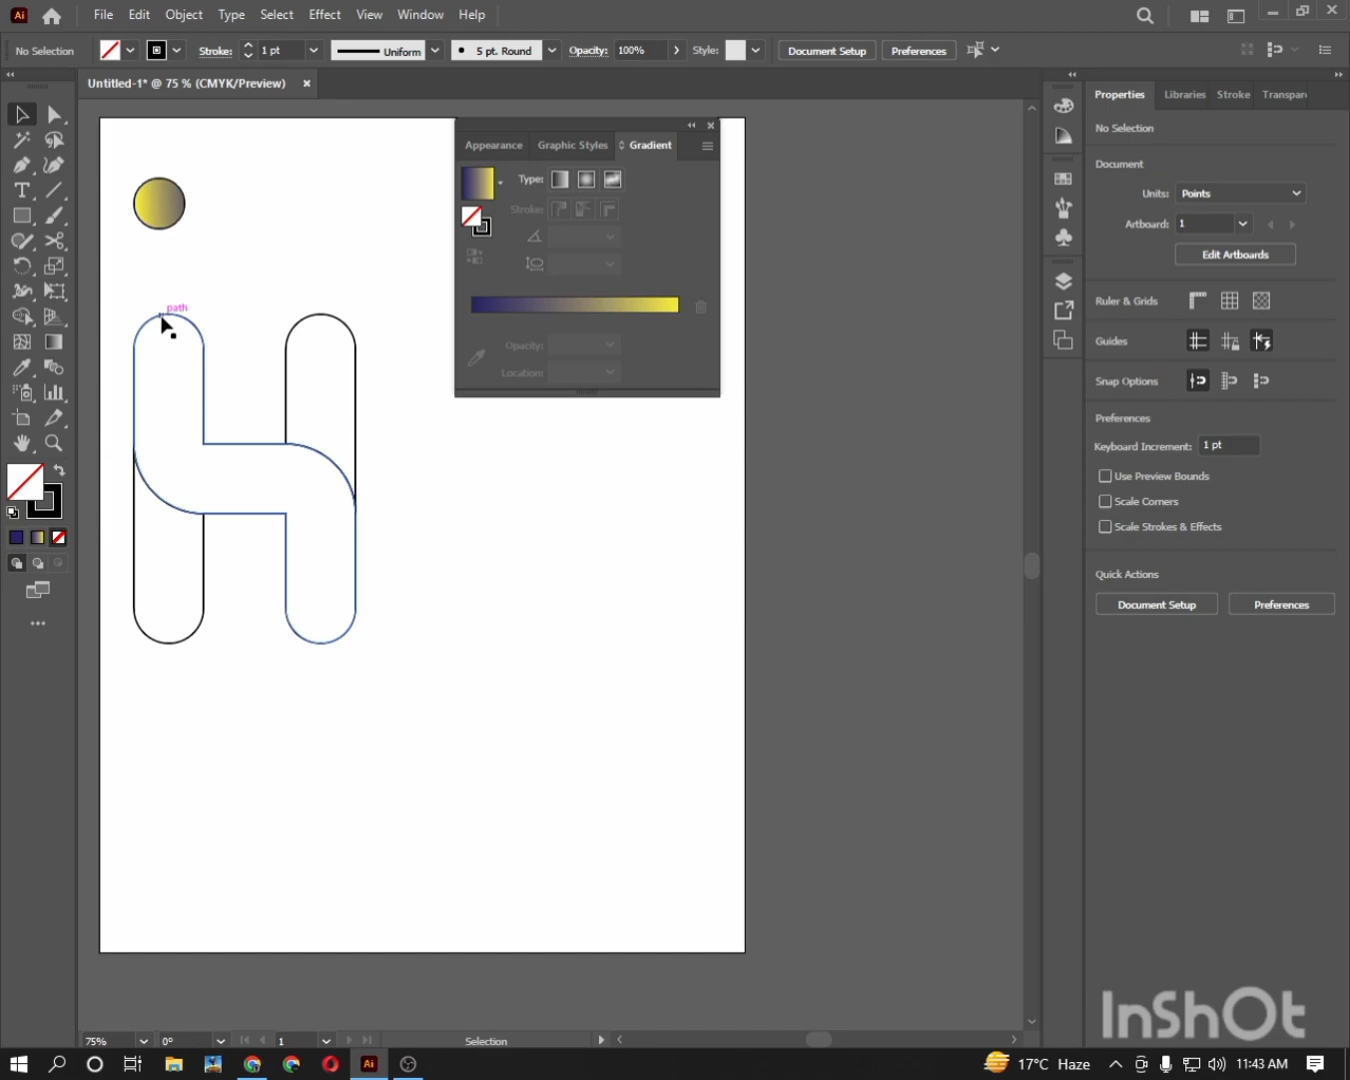 Ai File Edit Object Type Select Effect View Window Help
No Selection Stroke: 1 pt Uniform 5 pt. Round Opacity: 100% Style: Document Setup Preferences
Untitled-1* @ 75 % (CMYK/Preview)
Properties Libraries Stroke Transpar
No Selection
Document
Units: Points
Artboard: 1
Edit Artboards
Ruler & Grids
Guides
Snap Options
Preferences
Keyboard Increment: 1 pt
Use Preview Bounds
Scale Corners
Scale Strokes & Effects
Quick Actions
Document Setup Preferences
Appearance Graphic Styles Gradient
Type:
Stroke:
Opacity:
Location:
path
75% 0° 1 Selection
InShOt
Ai 17°C Haze 11:43 AM